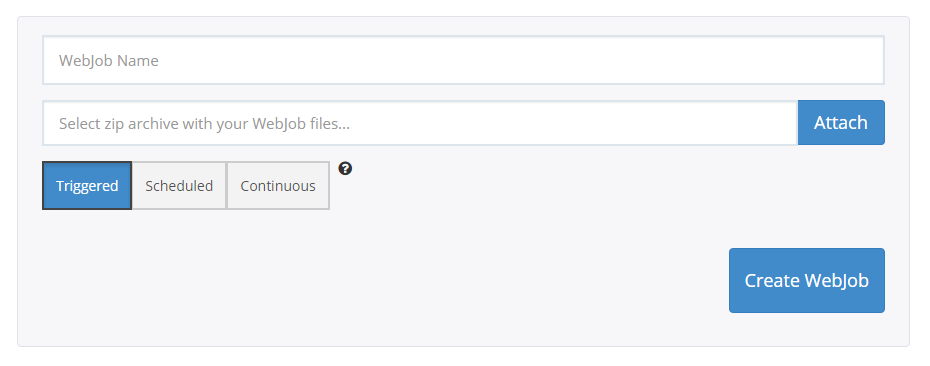 WebJob Name
Select zip archive with your WebJob files...
Attach
Triggered
Scheduled
Continuous
?
Create WebJob